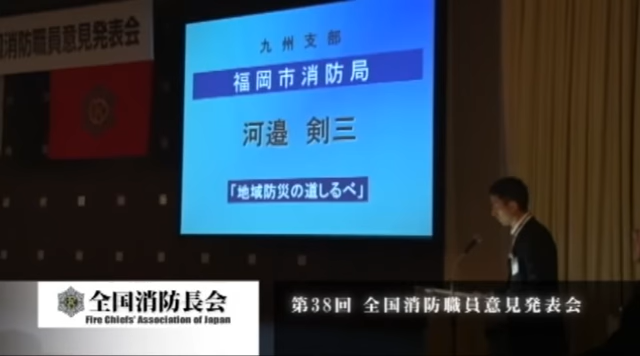 消防職員意見発表会
九州支部
福岡市消防局
河邉 剣三
「地域防災の道しるべ」
全国消防長会
Fire Chiefs' Association of Japan
第38回 全国消防職員意見発表会